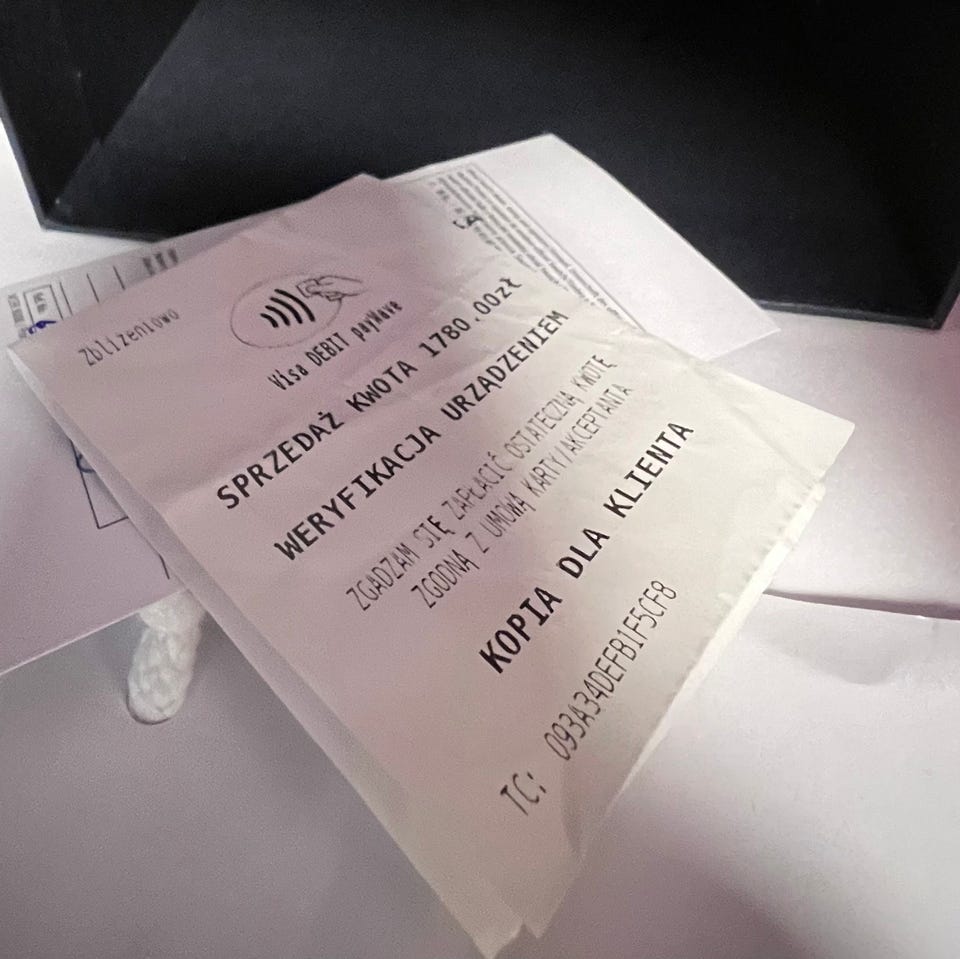 Zbliżeniowo
Visa DEBIT payWave
SPRZEDAŻ KWOTA 1780,00zł
WERYFIKACJA URZĄDZENIEM
ZGADZAM SIĘ ZAPŁACIĆ OSTATECZNĄ KWOTĘ
ZGODNĄ Z UMOWĄ KARTY/AKCEPTANTA
KOPIA DLA KLIENTA
TC: 093A34DEFB1F5CF8